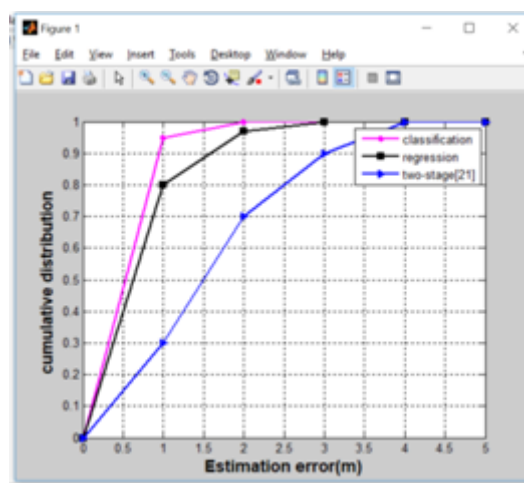 Figure 1
File Edit View Insert Tools Desktop Window Help
1
0.9
0.8
0.7
0.6
0.5
0.4
0.3
0.2
0.1
0
cumulative distribution
classification
regression
two-stage[21]
0 0.5 1 1.5 2 2.5 3 3.5 4 4.5 5
Estimation error(m)